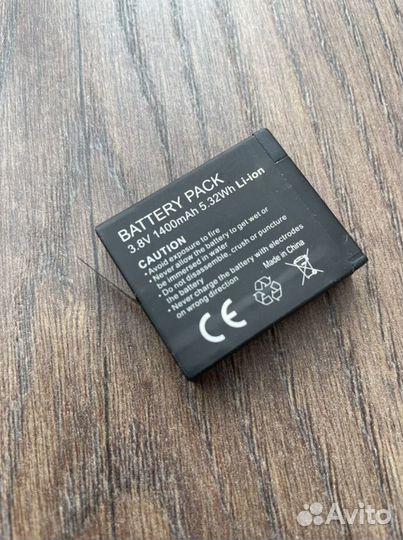 BATTERY PACK
3.8V 1400mAh 5.32Wh Li-ion
•Avoid exposure to fire
•Never allow the battery to get wet or
be immersed in water
•Do not disassemble, crush or puncture
the battery
•Never charge the battery with electrodes
on wrong direction
Made in China
CE
Avito